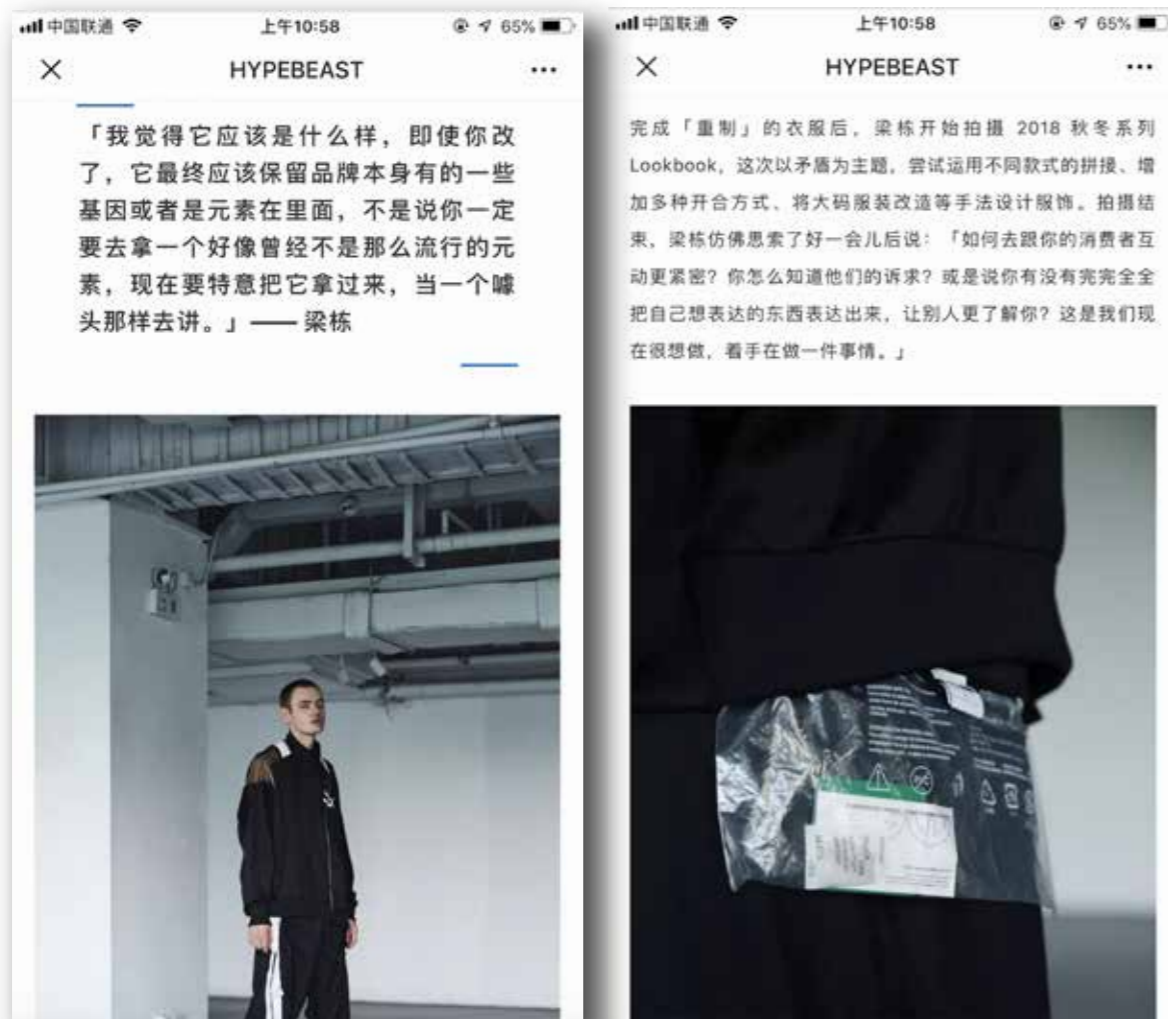 中国联通
上午10:58
65%
HYPEBEAST
「我觉得它应该是什么样，即使你改
了，它最终应该保留品牌本身有的一些
基因或者是元素在里面，不是说你一定
要去拿一个好像曾经不是那么流行的元
素，现在要特意把它拿过来，当一个噱
头那样去讲。」—— 梁栋
中国联通
上午10:58
65%
HYPEBEAST
完成「重制」的衣服后，梁栋开始拍摄 2018 秋冬系列
Lookbook，这次以矛盾为主题，尝试运用不同款式的拼接、增
加多种开合方式、将大码服装改造等手法设计服饰。拍摄结
束，梁栋仿佛思索了好一会儿后说：「如何去跟你的消费者互
动更紧密？你怎么知道他们的诉求？或是说你有没有完完全全
把自己想表达的东西表达出来，让别人更了解你？这是我们现
在很想做，着手在做一件事情。」